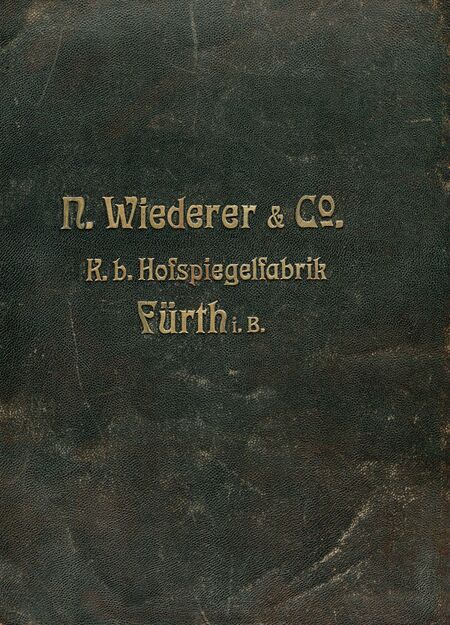 N. Wiederer & Co.
K. b. Hofspiegelfabrik
Fürth i. B.